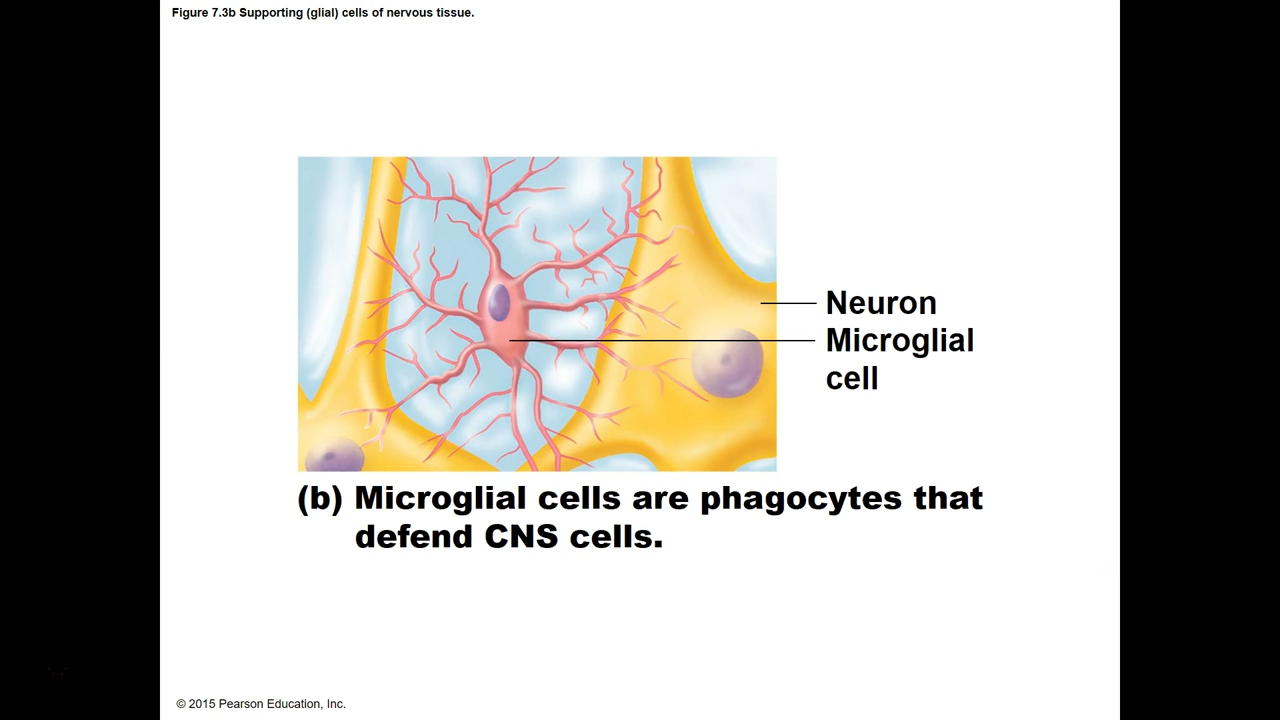 Figure 7.3b Supporting (glial) cells of nervous tissue.
Neuron
Microglial
cell
(b) Microglial cells are phagocytes that
defend CNS cells.
© 2015 Pearson Education, Inc.